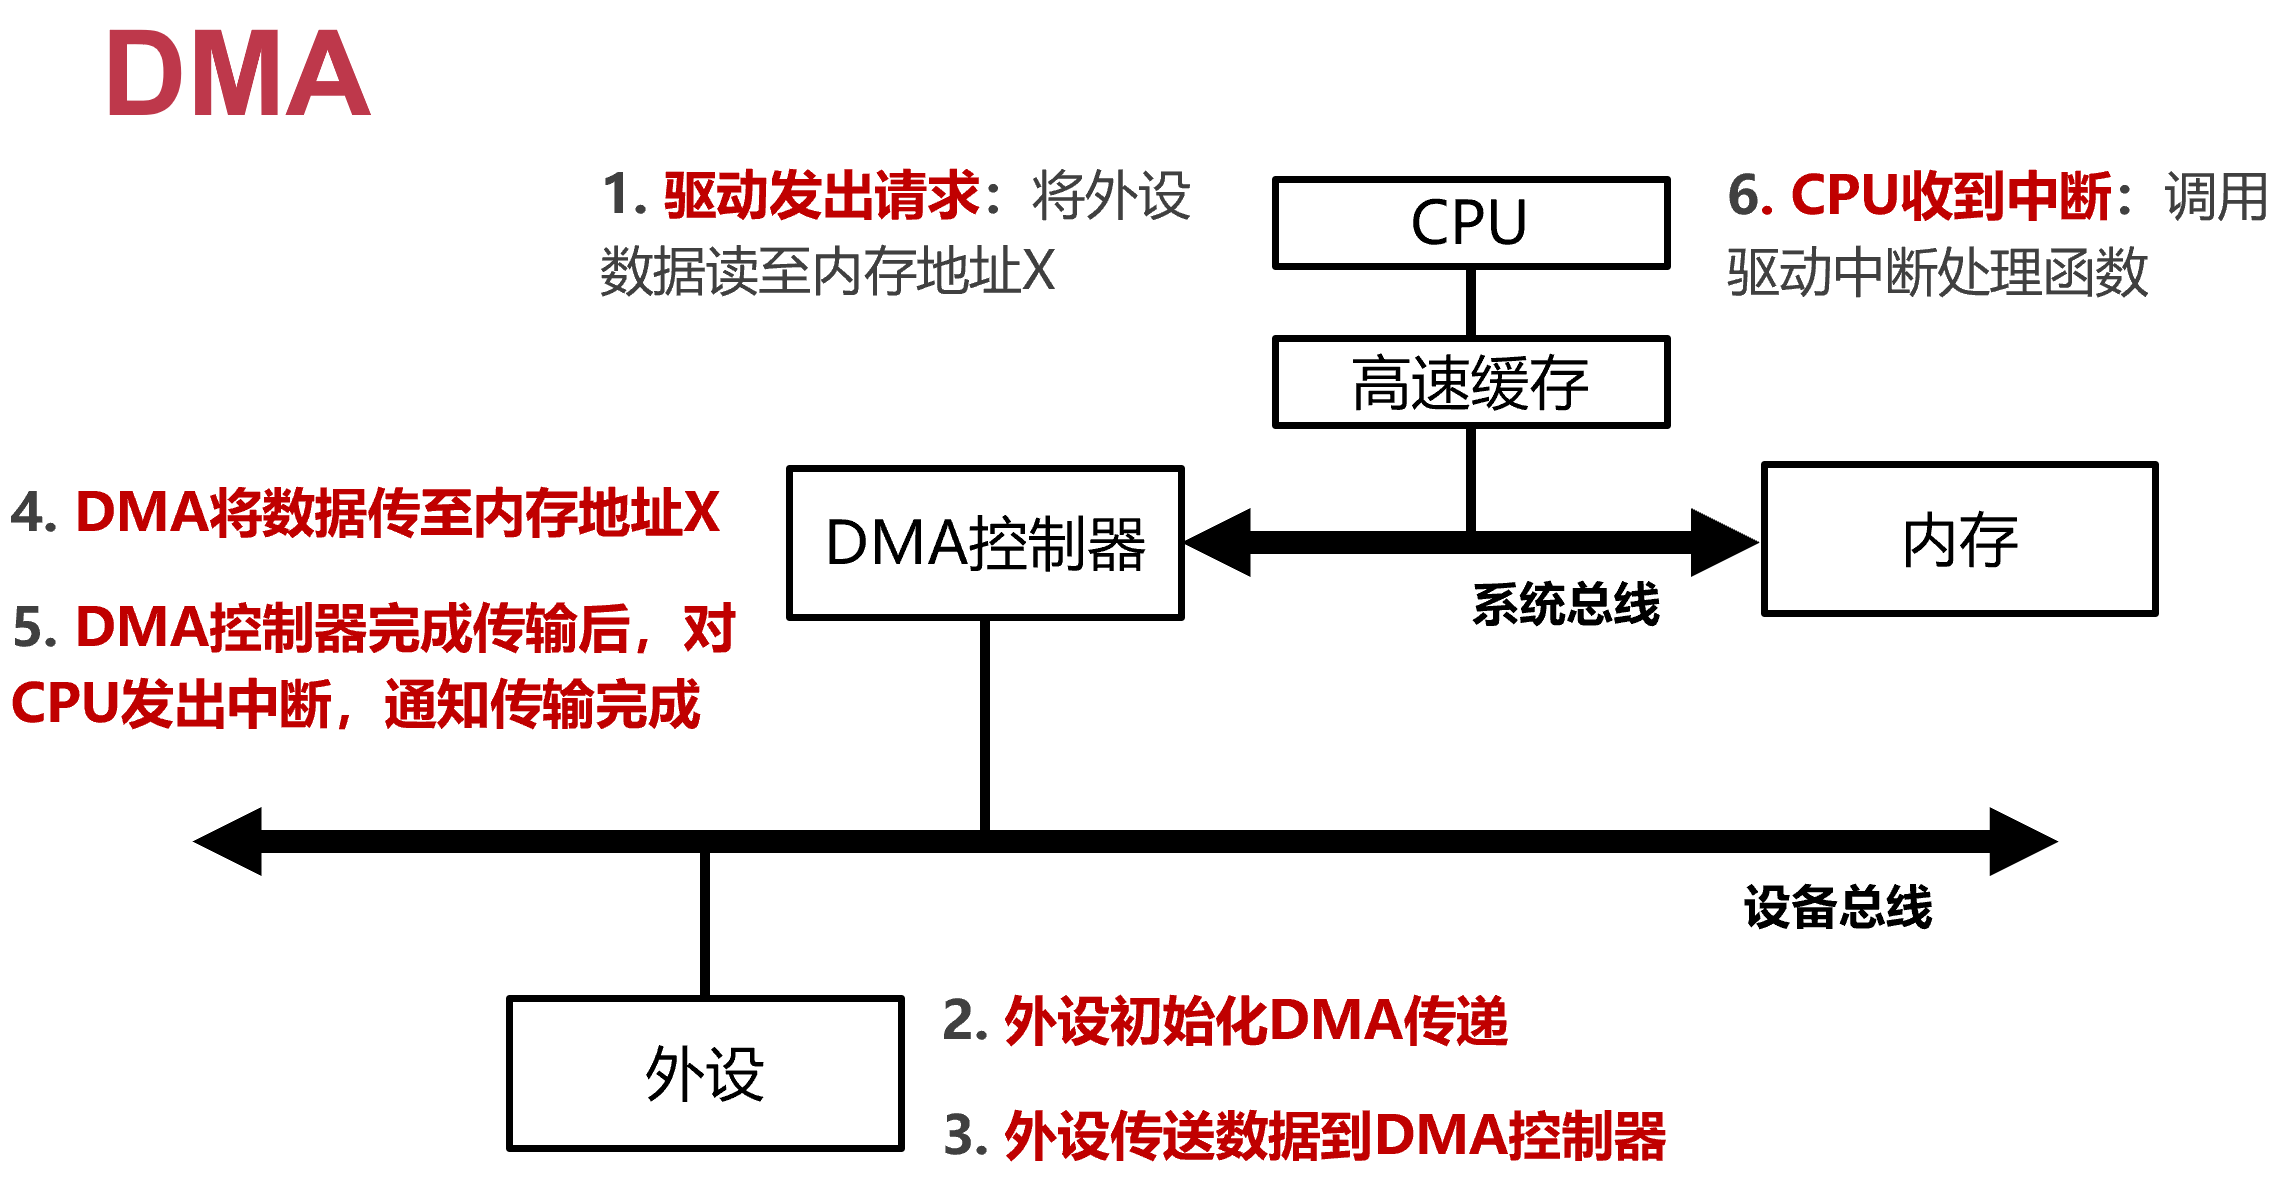 DMA
1. 驱动发出请求：将外设
数据读至内存地址X
CPU
6. CPU收到中断：调用
驱动中断处理函数
高速缓存
4. DMA将数据传至内存地址X
DMA控制器
内存
系统总线
5. DMA控制器完成传输后，对
CPU发出中断，通知传输完成
设备总线
外设
2. 外设初始化DMA传递
3. 外设传送数据到DMA控制器